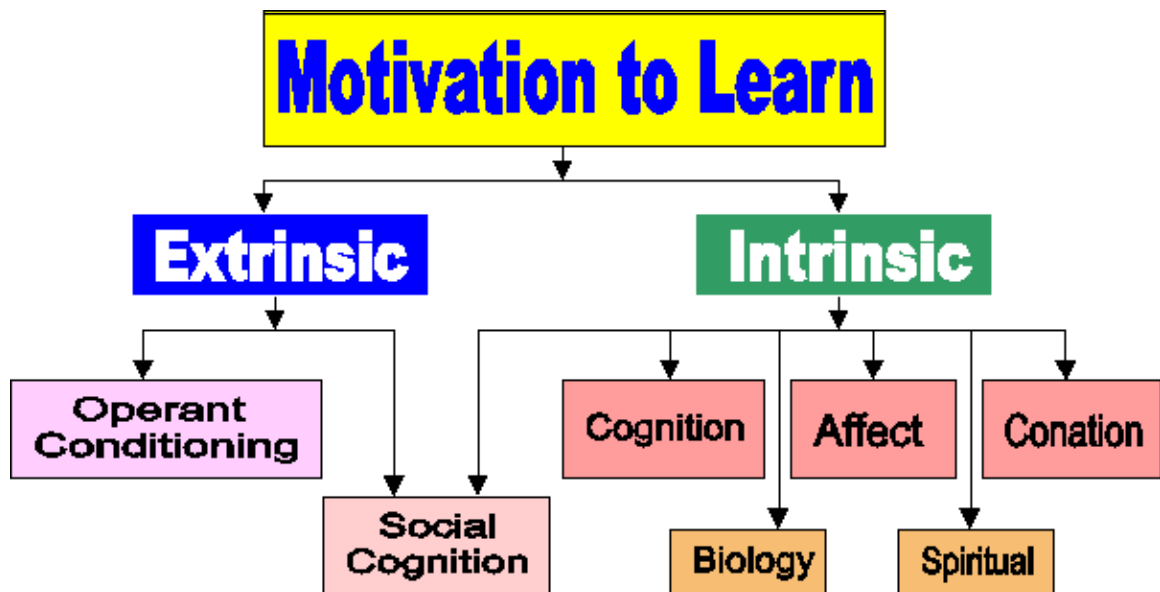 Motivation to Learn
Extrinsic
Intrinsic
Operant
Conditioning
Cognition
Affect
Conation
Social
Cognition
Biology
Spiritual